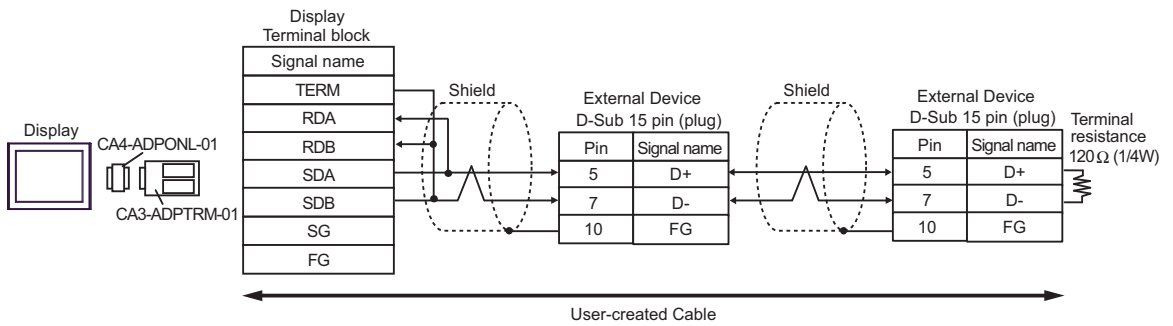 Display
CA4-ADPONL-01
CA3-ADPTRM-01
Display
Terminal block
Signal name
TERM
RDA
RDB
SDA
SDB
SG
FG
Shield
External Device
D-Sub 15 pin (plug)
Pin Signal name
5 D+
7 D-
10 FG
Shield
External Device
D-Sub 15 pin (plug)
Pin Signal name
5 D+
7 D-
10 FG
Terminal
resistance
120Ω (1/4W)
User-created Cable